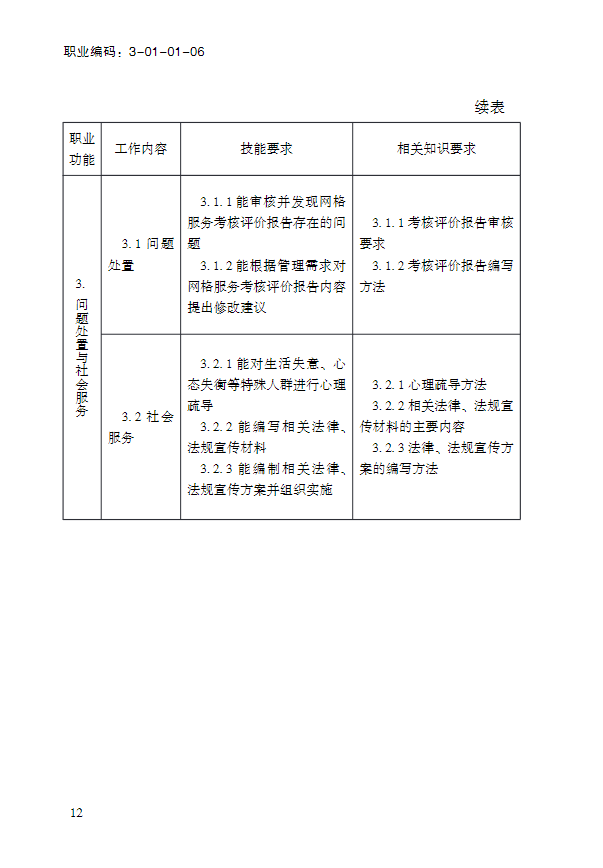 职业编码：3-01-01-06
续表
职业
功能
工作内容
技能要求
相关知识要求
3.
问题处置与社会服务
3.1 问题
处置
3.1.1 能审核并发现网格
服务考核评价报告存在的问
题
3.1.2 能根据管理需求对
网格服务考核评价报告内容
提出修改建议
3.1.1 考核评价报告审核
要求
3.1.2 考核评价报告编写
方法
3.2 社会
服务
3.2.1 能对生活失意、心
态失衡等特殊人群进行心理
疏导
3.2.2 能编写相关法律、
法规宣传材料
3.2.3 能编制相关法律、
法规宣传方案并组织实施
3.2.1 心理疏导方法
3.2.2 相关法律、法规宣
传材料的主要内容
3.2.3 法律、法规宣传方
案的编写方法
12